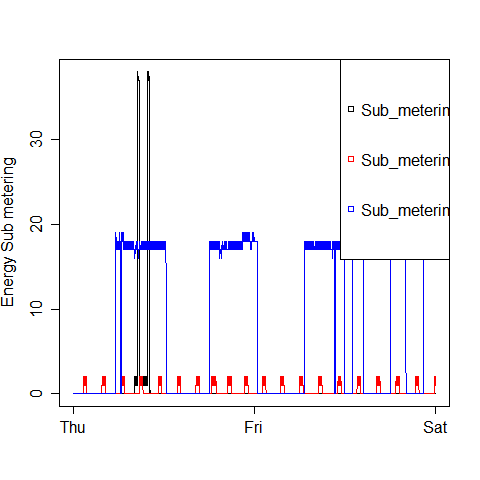 Energy Sub metering
30
20
10
0
Sub_meterin
Sub_meterin
Sub_meterin
Thu Fri Sat